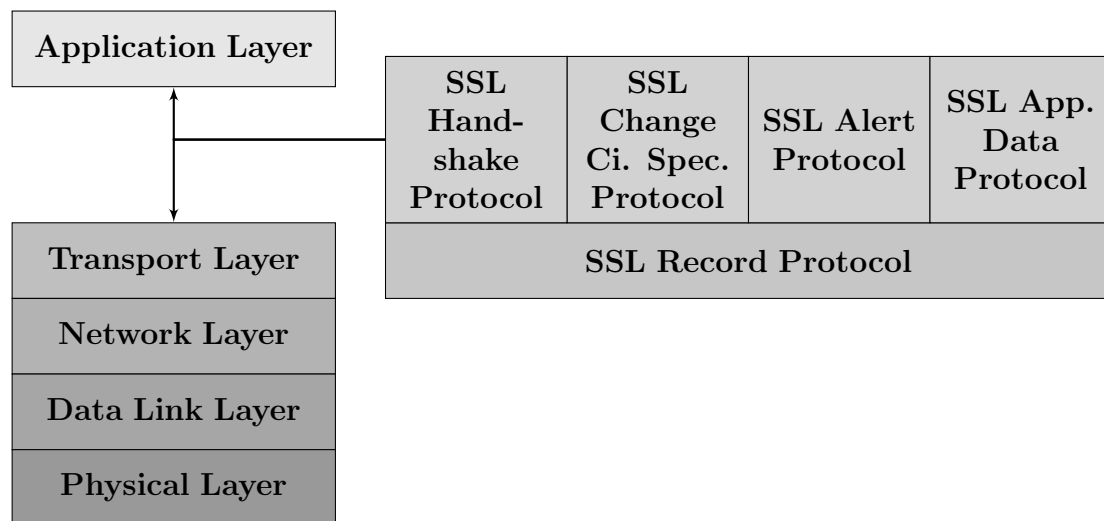 Application Layer
SSL
Hand-
shake
Protocol
SSL
Change
Ci. Spec.
Protocol
SSL Alert
Protocol
SSL App.
Data
Protocol
SSL Record Protocol
Transport Layer
Network Layer
Data Link Layer
Physical Layer